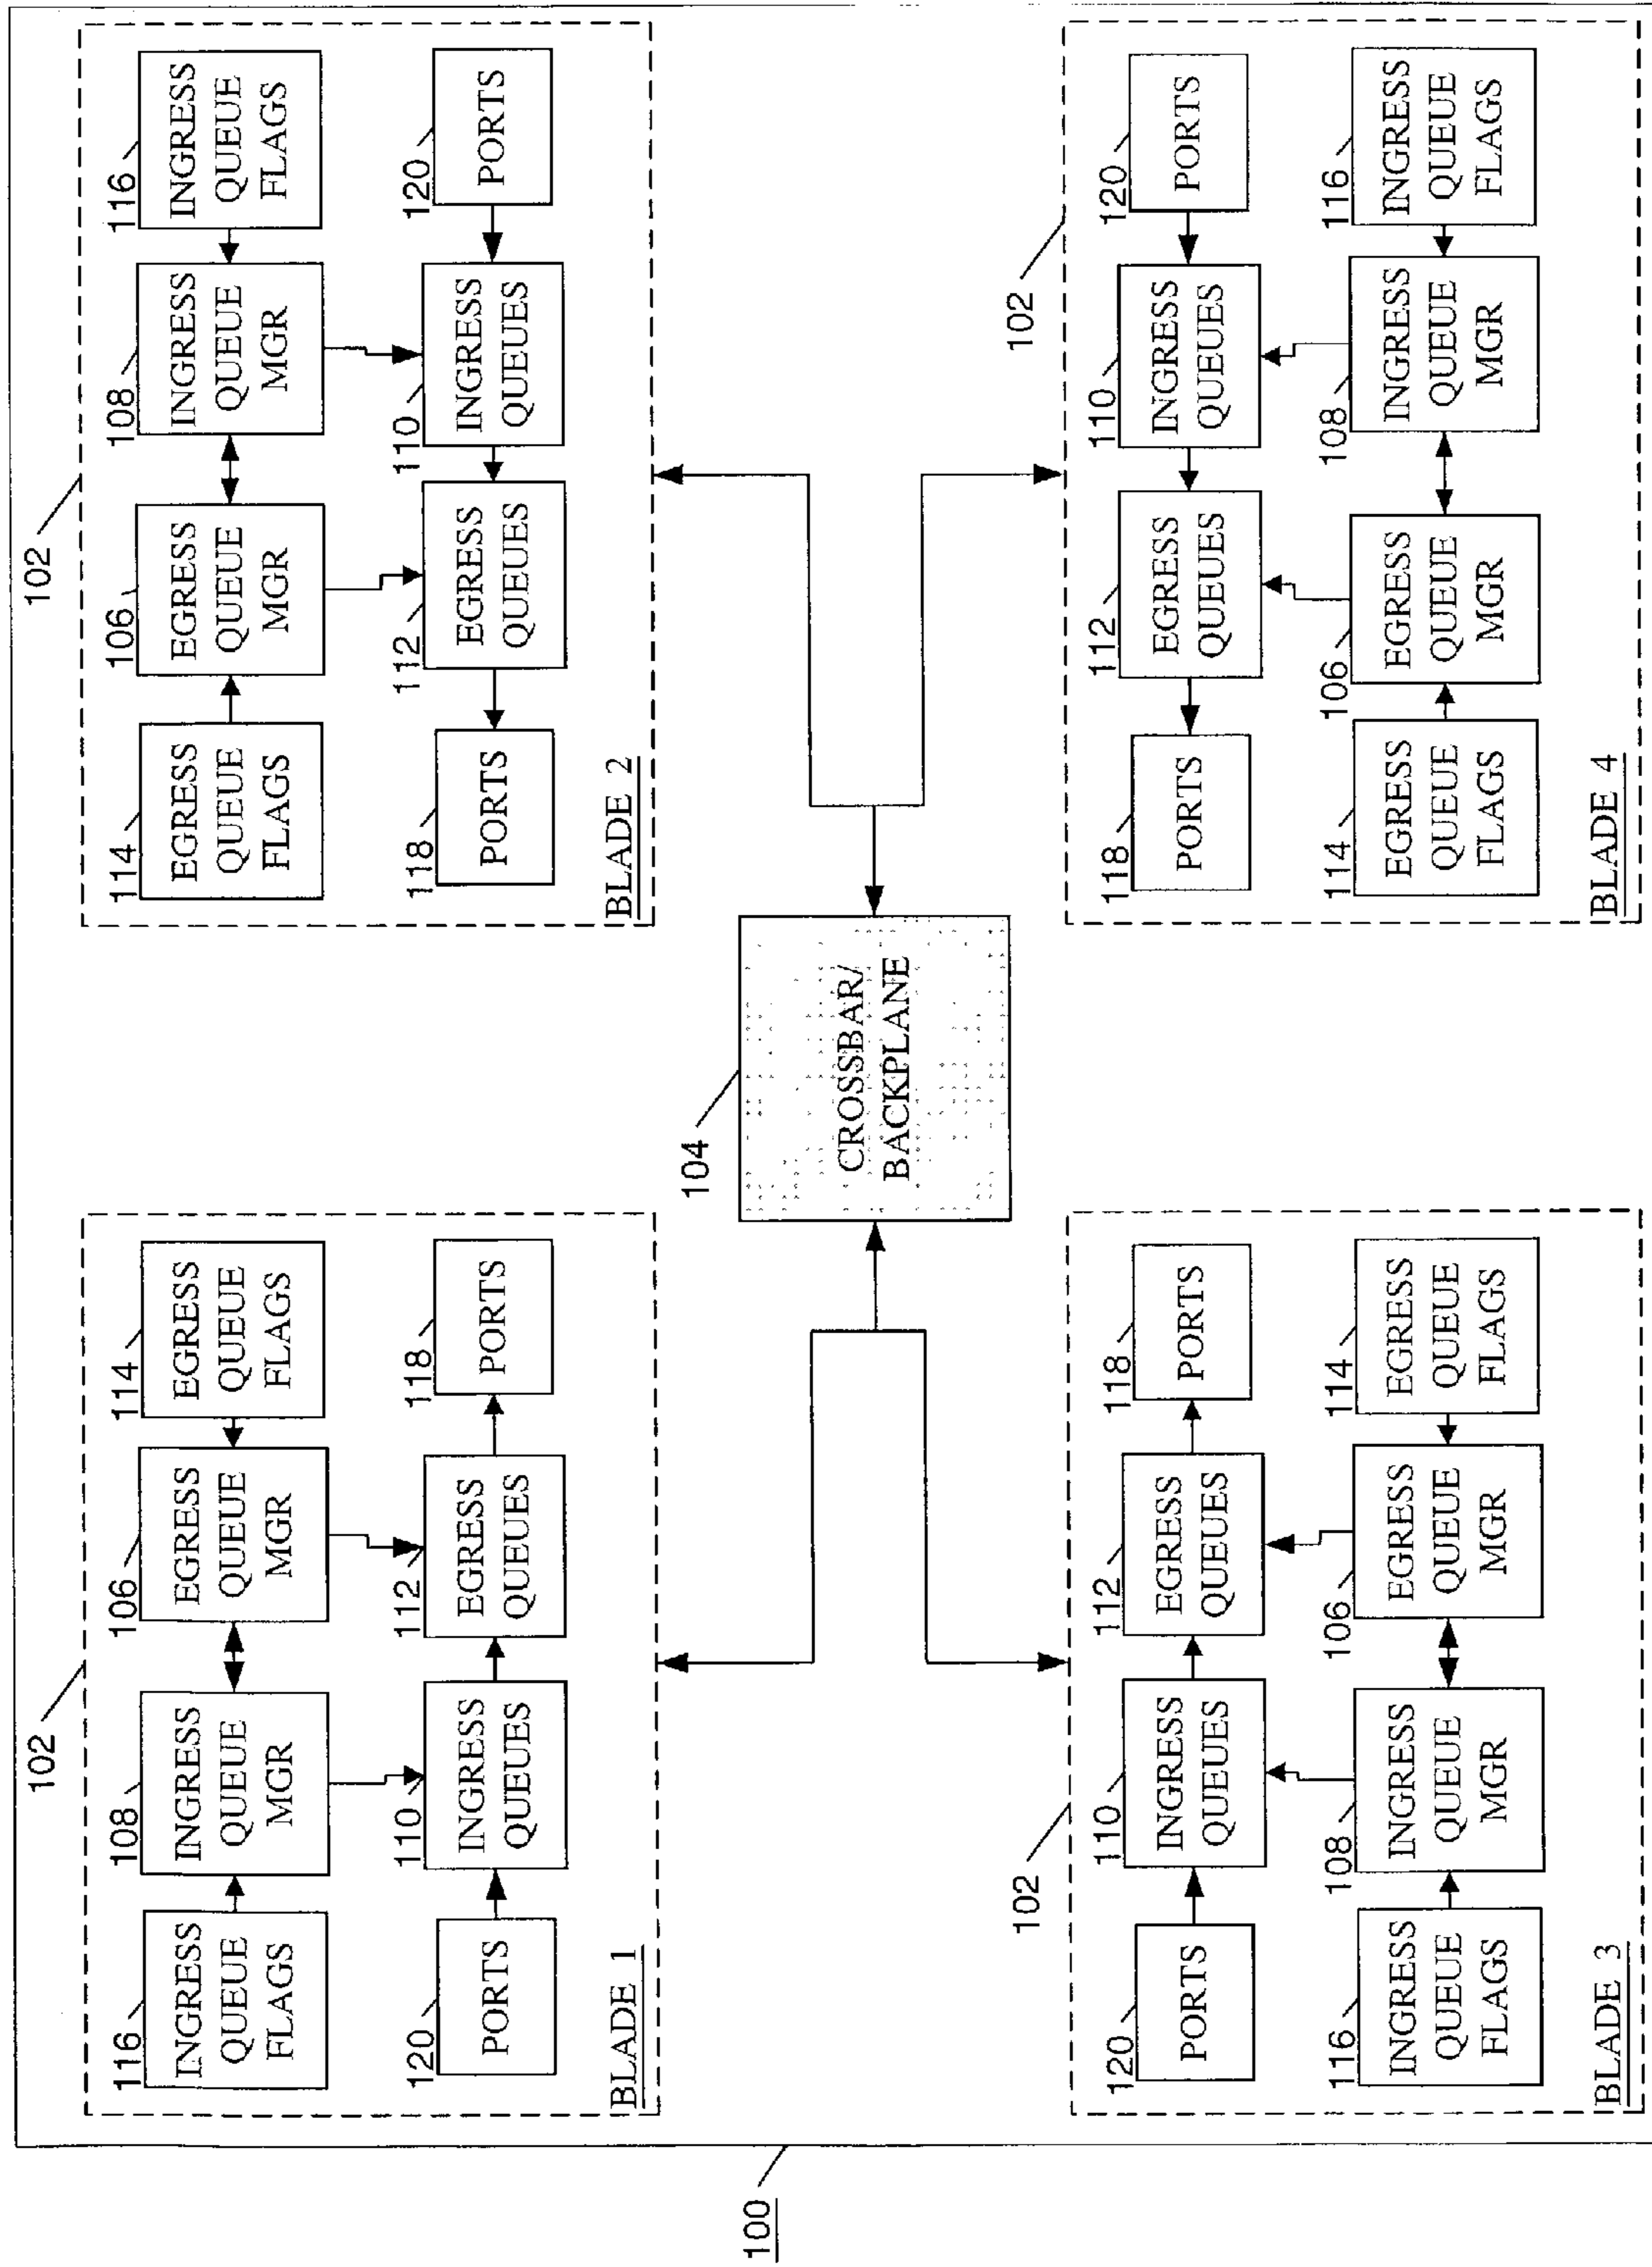 100
102
116
INGRESS
QUEUE
FLAGS
108
INGRESS
QUEUE
MGR
106
EGRESS
QUEUE
MGR
114
EGRESS
QUEUE
FLAGS
120
PORTS
110
INGRESS
QUEUES
112
EGRESS
QUEUES
118
PORTS
BLADE 1
102
114
EGRESS
QUEUE
FLAGS
106
EGRESS
QUEUE
MGR
108
INGRESS
QUEUE
MGR
116
INGRESS
QUEUE
FLAGS
118
PORTS
112
EGRESS
QUEUES
110
INGRESS
QUEUES
120
PORTS
BLADE 2
104
CROSSBAR/
BACKPLANE
102
120
PORTS
110
INGRESS
QUEUES
112
EGRESS
QUEUES
118
PORTS
116
INGRESS
QUEUE
FLAGS
108
INGRESS
QUEUE
MGR
106
EGRESS
QUEUE
MGR
114
EGRESS
QUEUE
FLAGS
BLADE 3
102
118
PORTS
112
EGRESS
QUEUES
110
INGRESS
QUEUES
120
PORTS
114
EGRESS
QUEUE
FLAGS
106
EGRESS
QUEUE
MGR
108
INGRESS
QUEUE
MGR
116
INGRESS
QUEUE
FLAGS
BLADE 4